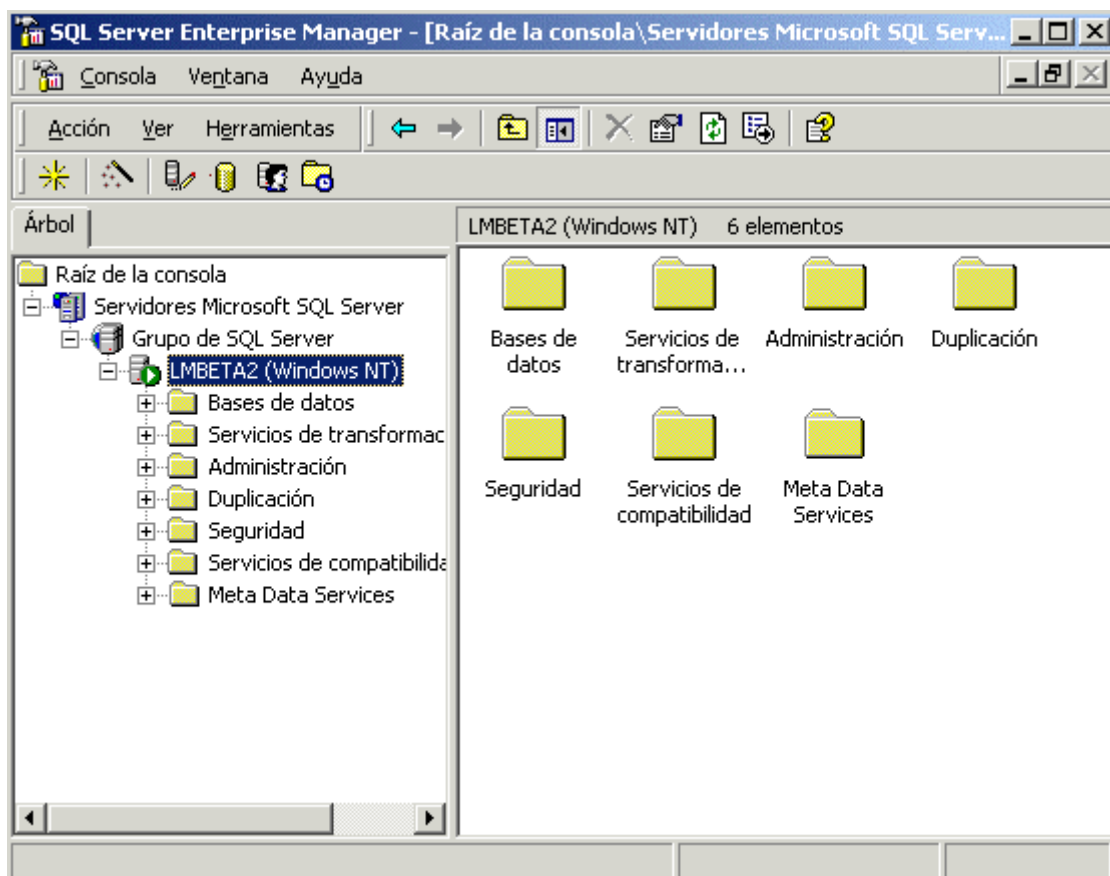 SQL Server Enterprise Manager - [Raíz de la consola\Servidores Microsoft SQL Serv...
Consola Ventana Ayuda
Acción Ver Herramientas
Árbol
LMBETA2 (Windows NT) 6 elementos
Raíz de la consola
Servidores Microsoft SQL Server
Grupo de SQL Server
LMBETA2 (Windows NT)
Bases de datos
Servicios de transformac
Administración
Duplicación
Seguridad
Servicios de compatibilida
Meta Data Services
Bases de
datos
Servicios de
transforma...
Administración
Duplicación
Seguridad
Servicios de
compatibilidad
Meta Data
Services